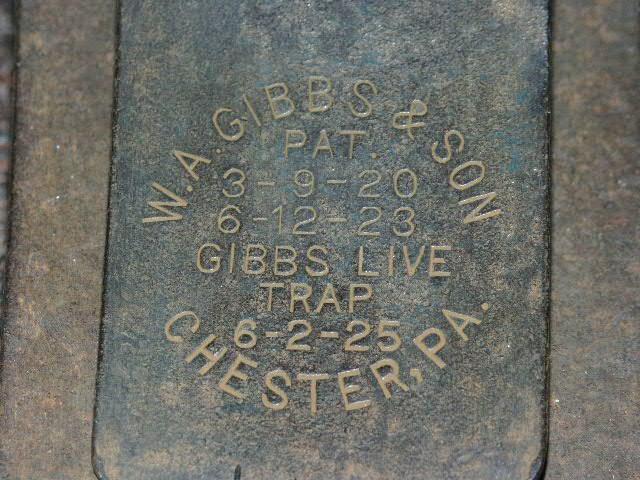 W.A. GIBBS & SON
PAT.
3-9-20
6-12-23
GIBBS LIVE
TRAP
6-2-25
CHESTER, PA.